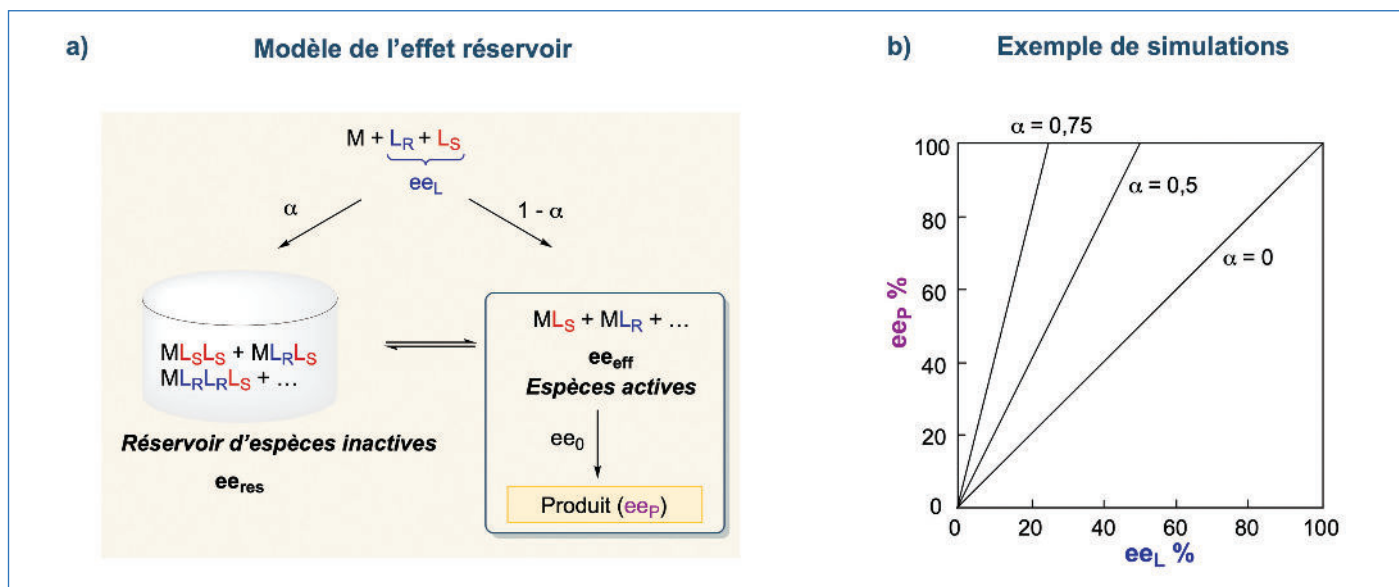 a) Modèle de l'effet réservoir
M + LR + LS
eeL
α
1 - α
MLSLS + MLRLS
MLRLRLS + ...
Réservoir d'espèces inactives
eeres
MLS + MLR + ...
eeeff
Espèces actives
ee0
Produit (eeP)
b) Exemple de simulations
α = 0,75
α = 0,5
α = 0
eeP %
100
80
60
40
20
0
0 20 40 60 80 100
eeL %